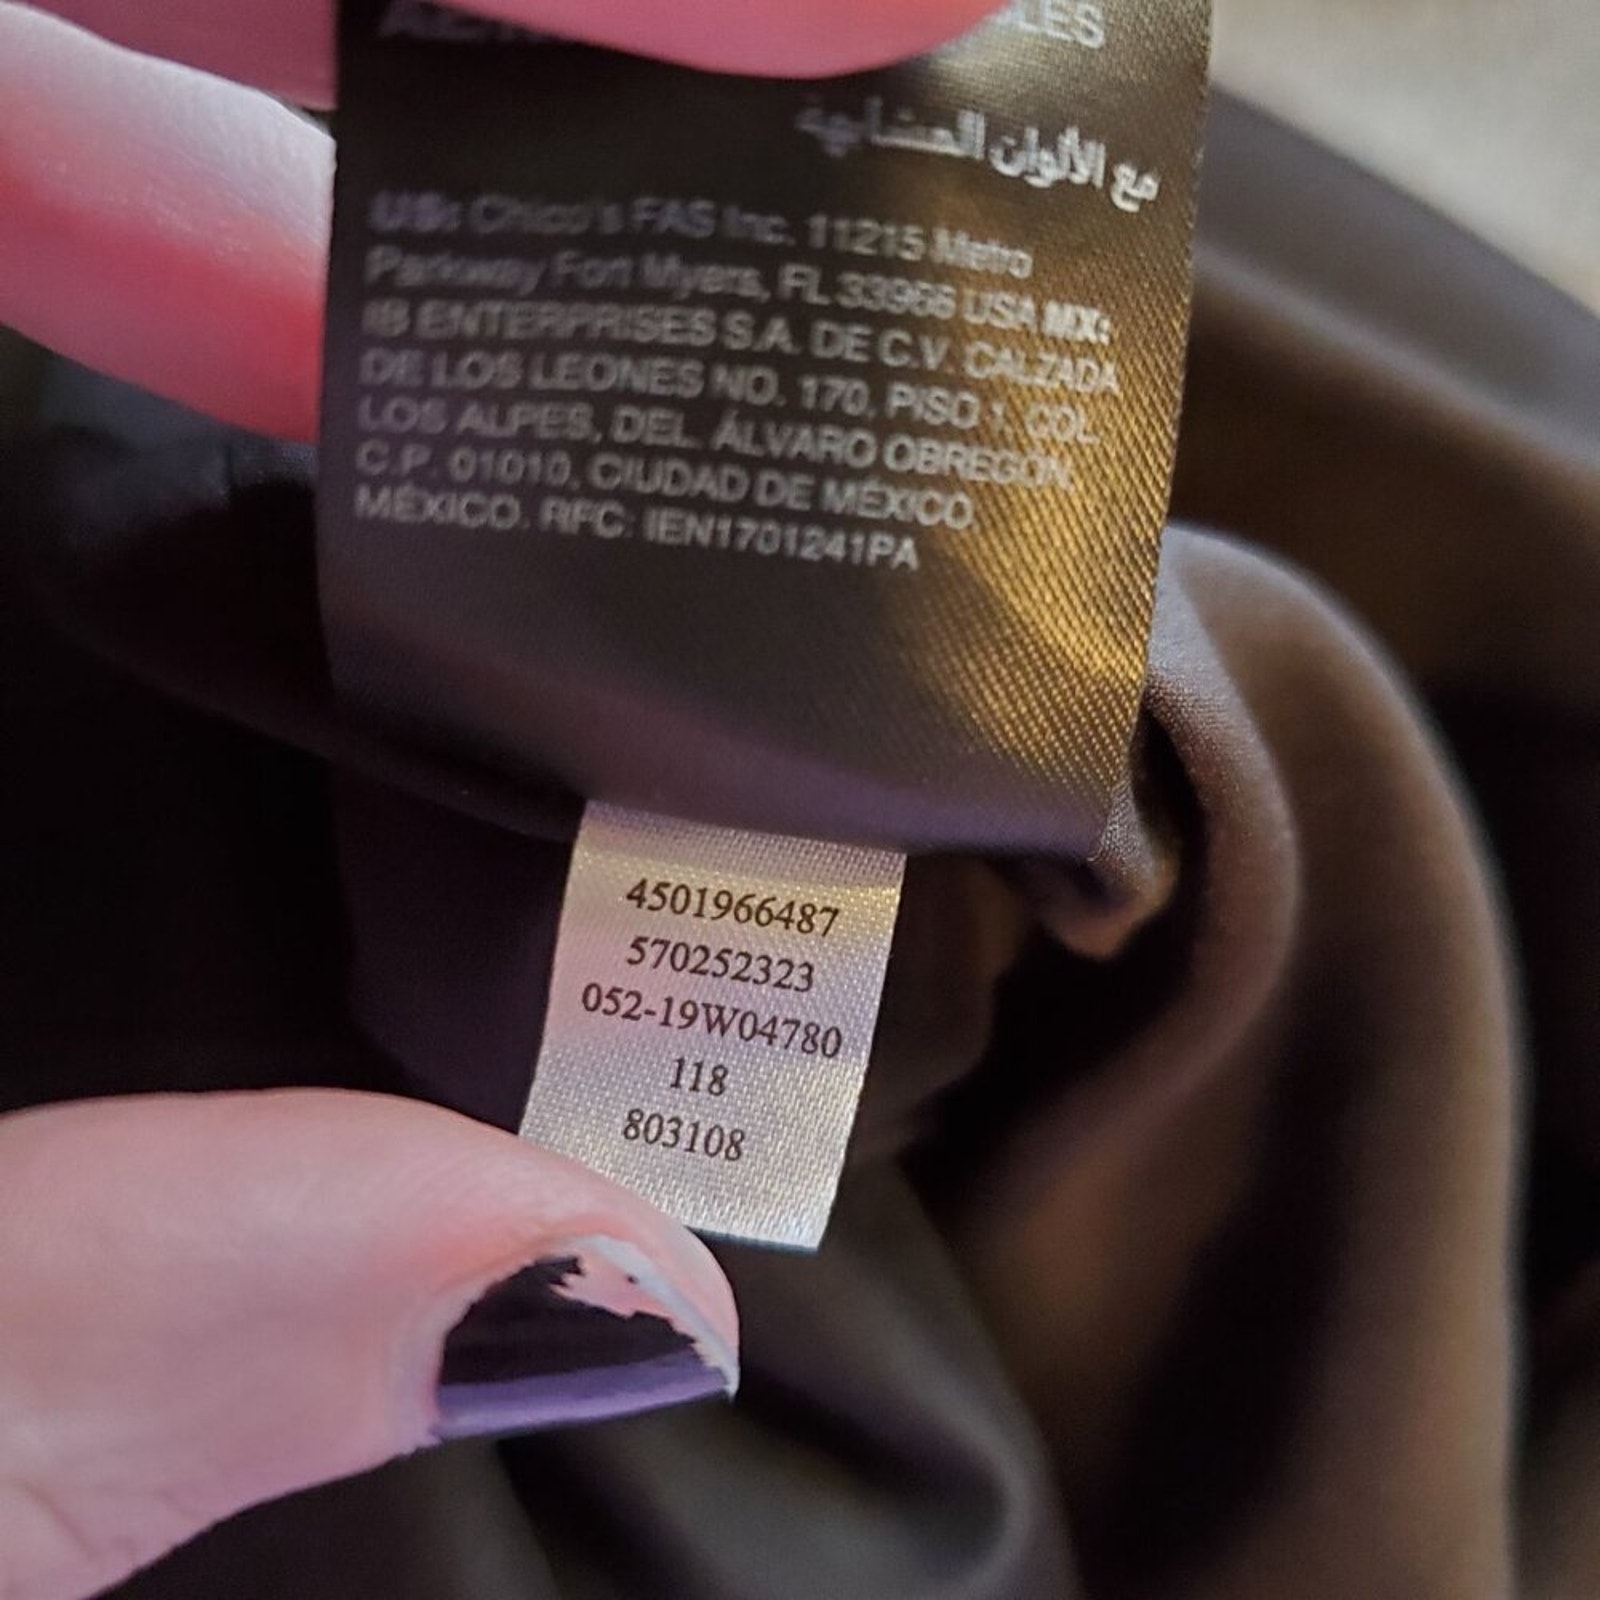 LES
مع الألوان المشابهة
US: Chico's FAS Inc. 11215 Metro
Parkway Fort Myers, FL 33966 USA MX:
IB ENTERPRISES S.A. DE C.V. CALZADA
DE LOS LEONES NO. 170, PISO 1, COL.
LOS ALPES, DEL. ÁLVARO OBREGÓN,
C.P. 01010, CIUDAD DE MÉXICO,
MÉXICO. RFC: IEN1701241PA
4501966487
570252323
052-19W04780
118
803108